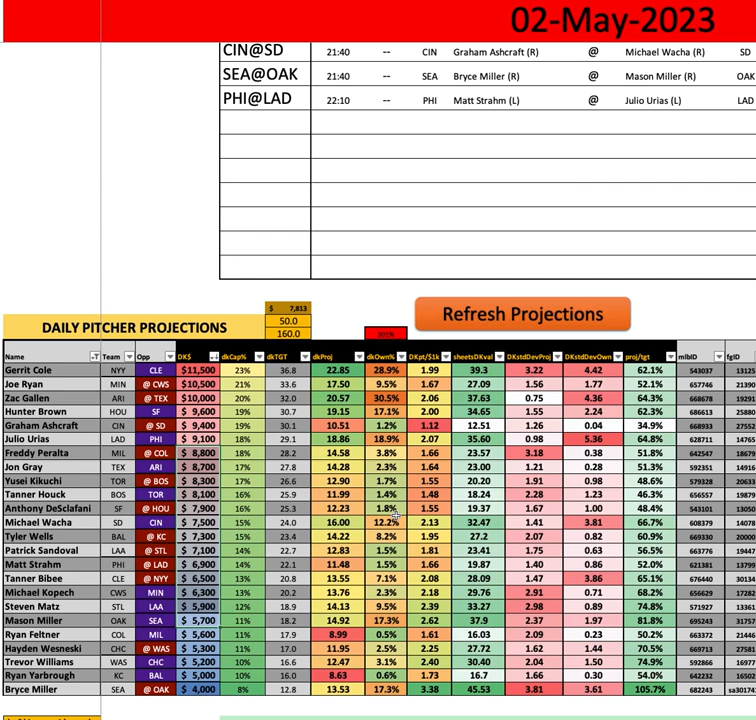 02-May-2023
CIN@SD 21:40 -- CIN Graham Ashcraft (R) @ Michael Wacha (R) SD
SEA@OAK 21:40 -- SEA Bryce Miller (R) @ Mason Miller (R) OAK
PHI@LAD 22:10 -- PHI Matt Strahm (L) @ Julio Urias (L) LAD
$ 7,813
50.0
Refresh Projections
DAILY PITCHER PROJECTIONS
160.0
Name Team Opp DK$ dkCap% dkTGT dkProj dkOwn% DKpt/$1k sheetsDKval DKstdDevProj DKstdDevOwn proj/tgt mlbID fgID
Gerrit Cole NYY CLE $11,500 23% 36.8 22.85 28.9% 1.99 39.3 3.22 4.42 62.1% 543037 13125
Joe Ryan MIN @ CWS $10,500 21% 33.6 17.50 9.5% 1.67 27.09 1.56 1.77 52.1% 657746 21390
Zac Gallen ARI @ TEX $10,000 20% 32.0 20.57 30.5% 2.06 37.63 0.75 4.36 64.3% 668678 19291
Hunter Brown HOU SF $ 9,600 19% 30.7 19.15 17.1% 2.00 34.65 1.55 2.24 62.3% 686613 25880
Graham Ashcraft CIN @ SD $ 9,400 19% 30.1 10.51 1.2% 1.12 12.51 1.26 0.04 34.9% 668933 27552
Julio Urias LAD PHI $ 9,100 18% 29.1 18.86 18.9% 2.07 35.60 0.98 5.36 64.8% 628711 14765
Freddy Peralta MIL @ COL $ 8,800 18% 28.2 14.58 3.8% 1.66 23.57 3.18 0.38 51.8% 642547 18679
Jon Gray TEX ARI $ 8,700 17% 27.8 14.28 2.3% 1.64 23.00 1.21 0.28 51.3% 592351 14916
Yusei Kikuchi TOR @ BOS $ 8,300 17% 26.6 12.90 1.7% 1.55 20.20 1.91 0.98 48.6% 579328 20633
Tanner Houck BOS TOR $ 8,100 16% 25.9 11.99 1.4% 1.48 18.24 2.28 1.23 46.3% 656557 19879
Anthony DeSclafani SF @ HOU $ 7,900 16% 25.3 12.23 1.8% 1.55 19.37 1.67 1.00 48.4% 543101 13050
Michael Wacha SD CIN $ 7,500 15% 24.0 16.00 12.2% 2.13 32.47 1.41 3.81 66.7% 608379 14078
Tyler Wells BAL @ KC $ 7,300 15% 23.4 14.22 8.2% 1.95 27.2 0.07 0.82 60.9% 669330 20000
Patrick Sandoval LAA @ STL $ 7,100 14% 22.7 12.83 1.5% 1.81 23.41 1.75 0.63 56.5% 663776 19447
Matt Strahm PHI @ LAD $ 6,900 14% 22.1 11.48 1.5% 1.66 19.87 1.40 0.86 52.0% 621381 13799
Tanner Bibee CLE @ NYY $ 6,500 13% 20.8 13.55 7.1% 2.08 28.09 1.47 3.86 65.1% 676440 30134
Michael Kopech CWS MIN $ 6,300 13% 20.2 13.76 2.3% 2.18 29.76 2.91 0.71 68.2% 656629 17282
Steven Matz STL LAA $ 5,900 12% 18.9 14.13 9.5% 2.39 33.27 2.98 0.89 74.8% 571927 13361
Mason Miller OAK SEA $ 5,700 11% 18.2 14.92 17.3% 2.62 37.9 2.37 1.97 81.8% 695243 31757
Ryan Feltner COL MIL $ 5,600 11% 17.9 8.99 0.5% 1.61 16.03 2.09 0.23 50.2% 663372 21446
Hayden Wesneski CHC @ WAS $ 5,300 11% 17.0 11.95 2.5% 2.25 27.72 1.62 1.44 70.5% 669713 27581
Trevor Williams WAS CHC $ 5,200 10% 16.6 12.47 3.1% 2.40 30.40 2.04 1.50 74.9% 592866 16977
Ryan Yarbrough KC BAL $ 5,000 10% 16.0 8.63 0.6% 1.73 16.7 1.66 0.30 54.0% 642232 16502
Bryce Miller SEA @ OAK $ 4,000 8% 12.8 13.53 17.3% 3.38 45.53 3.81 3.61 105.7% 682243 sa30174